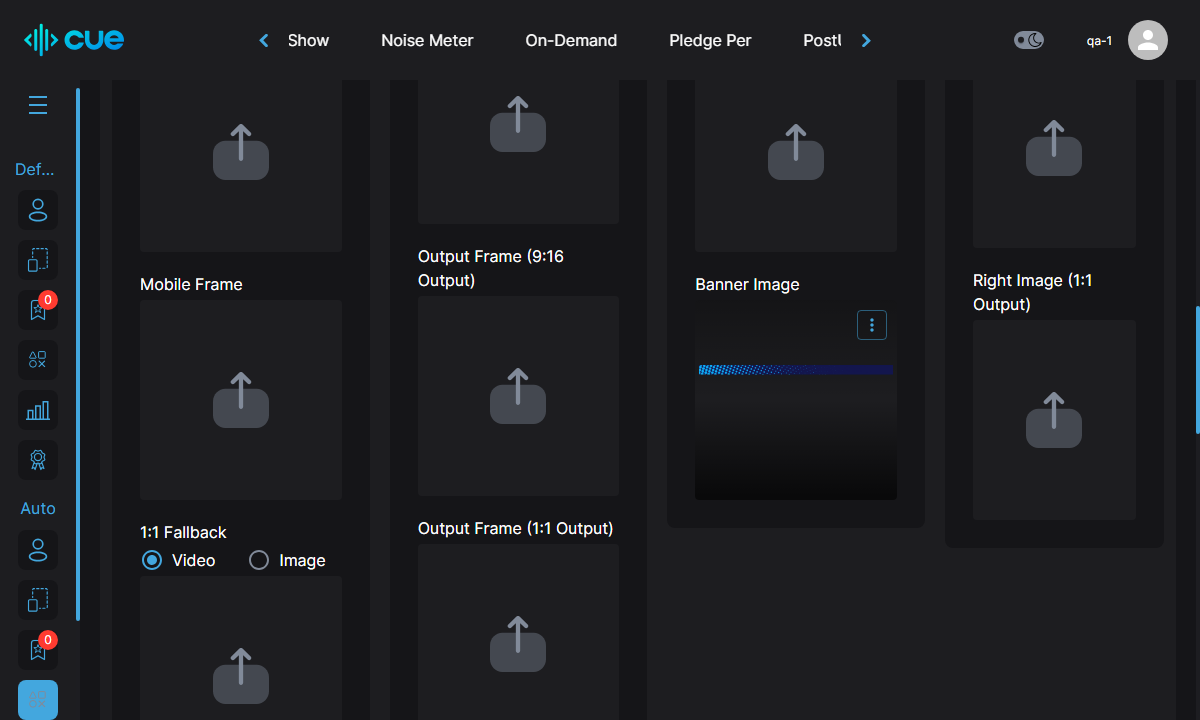 cue
Show
Noise Meter
On-Demand
Pledge Per
qa-1
Def...
0
Auto
0
Mobile Frame
1:1 Fallback
Video
Image
Output Frame (9:16
Output)
Output Frame (1:1 Output)
Banner Image
Right Image (1:1
Output)